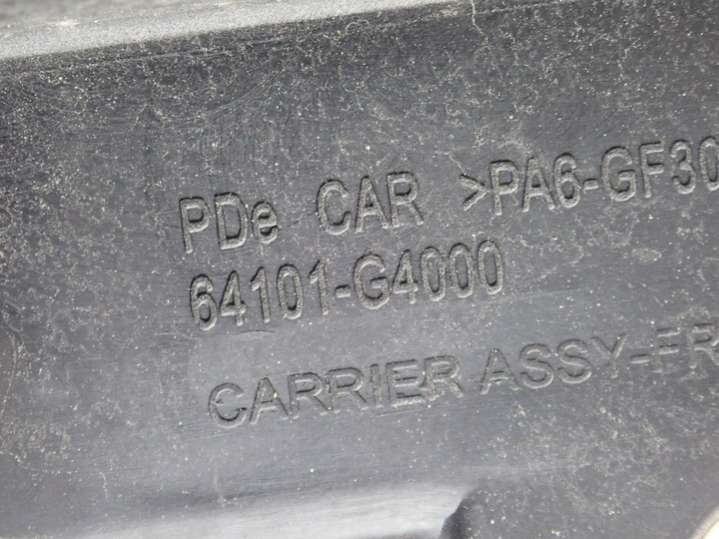 PDe CAR >PA6-GF30
64101-G4000
CARRIER ASSY-FR